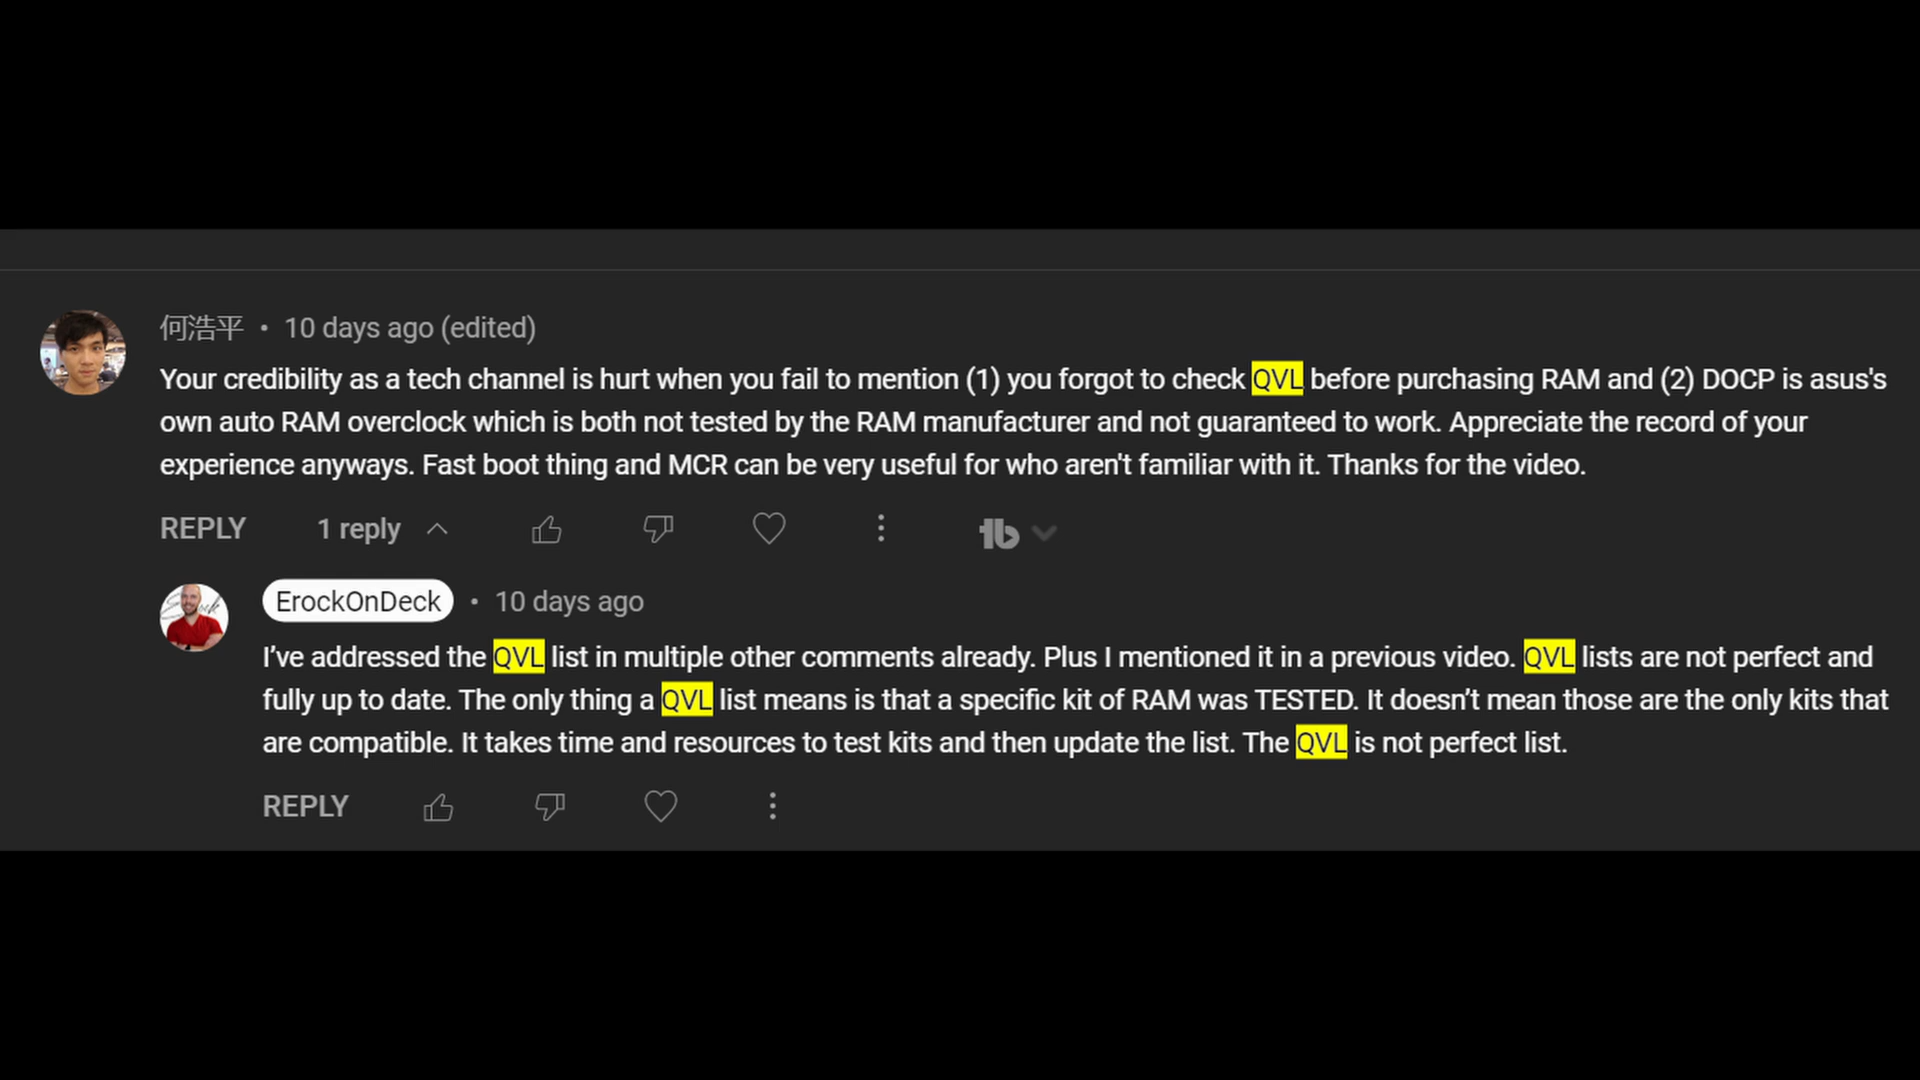 何浩平 • 10 days ago (edited)
Your credibility as a tech channel is hurt when you fail to mention (1) you forgot to check QVL before purchasing RAM and (2) DOCP is asus's
own auto RAM overclock which is both not tested by the RAM manufacturer and not guaranteed to work. Appreciate the record of your
experience anyways. Fast boot thing and MCR can be very useful for who aren't familiar with it. Thanks for the video.
REPLY 1 reply
ErockOnDeck • 10 days ago
I’ve addressed the QVL list in multiple other comments already. Plus I mentioned it in a previous video. QVL lists are not perfect and
fully up to date. The only thing a QVL list means is that a specific kit of RAM was TESTED. It doesn’t mean those are the only kits that
are compatible. It takes time and resources to test kits and then update the list. The QVL is not perfect list.
REPLY